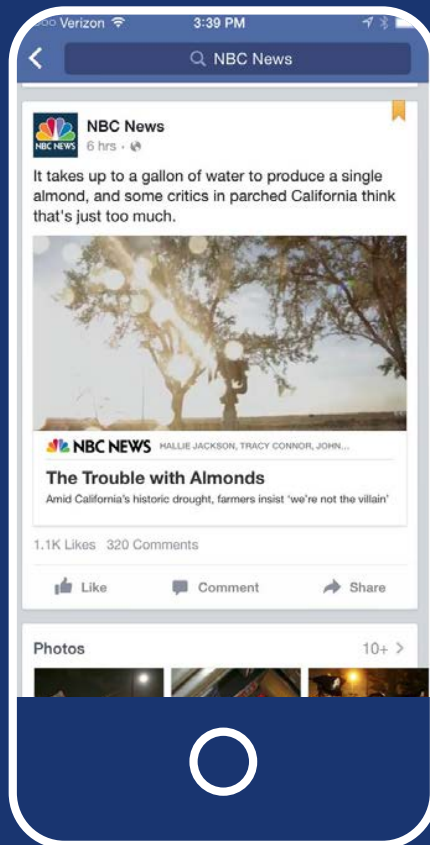 Verizon 3:39 PM
NBC News
NBC News
NBC NEWS
6 hrs ·
It takes up to a gallon of water to produce a single
almond, and some critics in parched California think
that's just too much.
NBC NEWS HALLIE JACKSON, TRACY CONNOR, JOHN...
The Trouble with Almonds
Amid California's historic drought, farmers insist 'we're not the villain'
1.1K Likes 320 Comments
Like Comment Share
Photos 10+ >